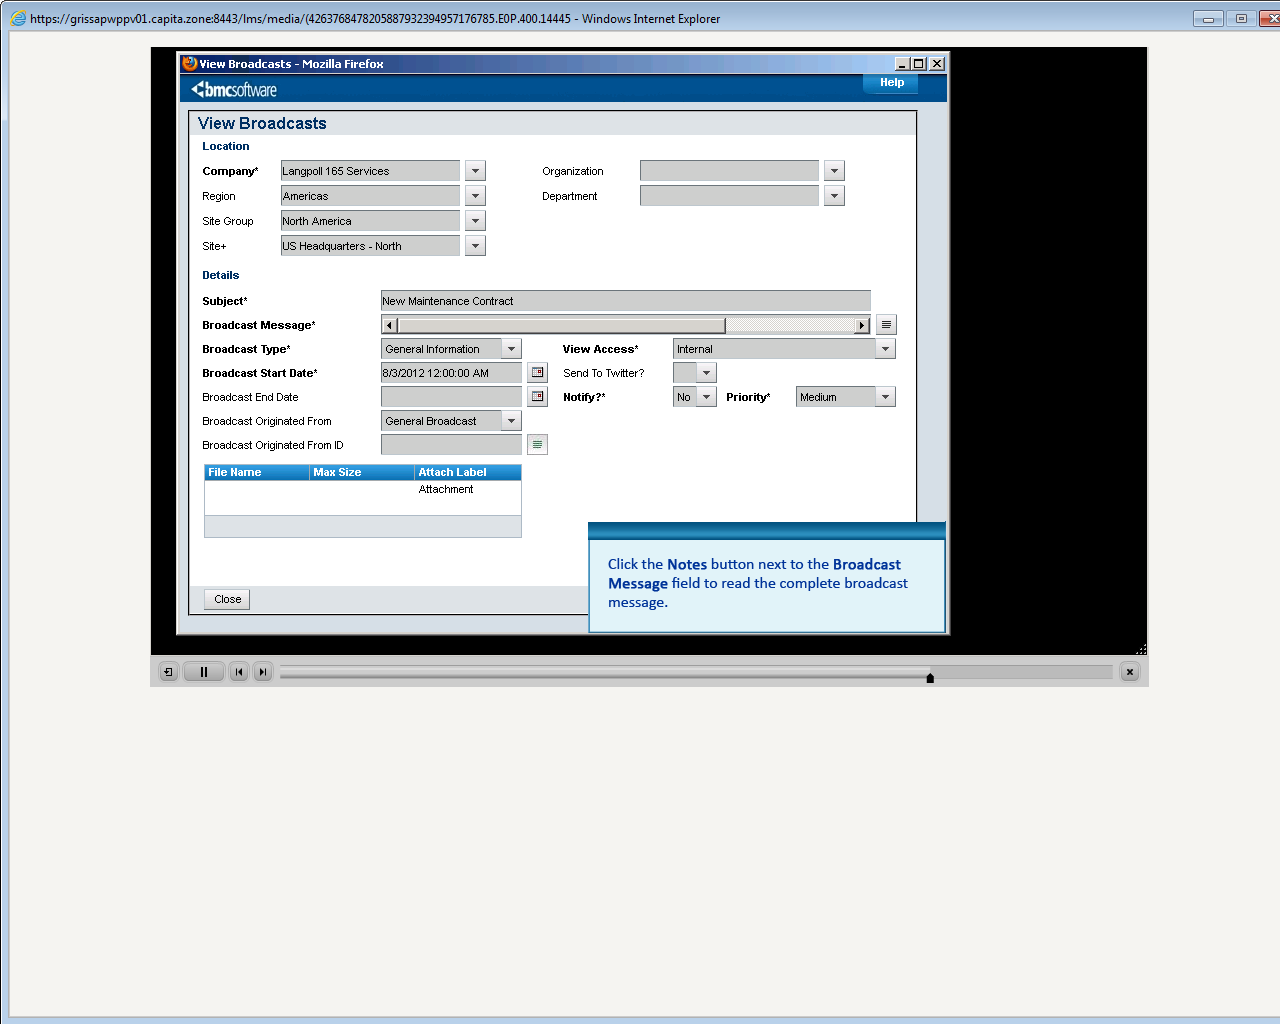 https://grissapwppv01.capita.zone:8443/lms/media/(4263768478205887932394957176785.E0P.400.14445 - Windows Internet Explorer
View Broadcasts - Mozilla Firefox
bmcsoftware
Help
View Broadcasts
Location
Company* Langpoll 165 Services Organization
Region Americas Department
Site Group North America
Site+ US Headquarters - North
Details
Subject* New Maintenance Contract
Broadcast Message*
Broadcast Type* General Information View Access* Internal
Broadcast Start Date* 8/3/2012 12:00:00 AM Send To Twitter?
Broadcast End Date Notify?* No Priority* Medium
Broadcast Originated From General Broadcast
Broadcast Originated From ID
File Name Max Size Attach Label
Attachment
Click the Notes button next to the Broadcast
Message field to read the complete broadcast
message.
Close